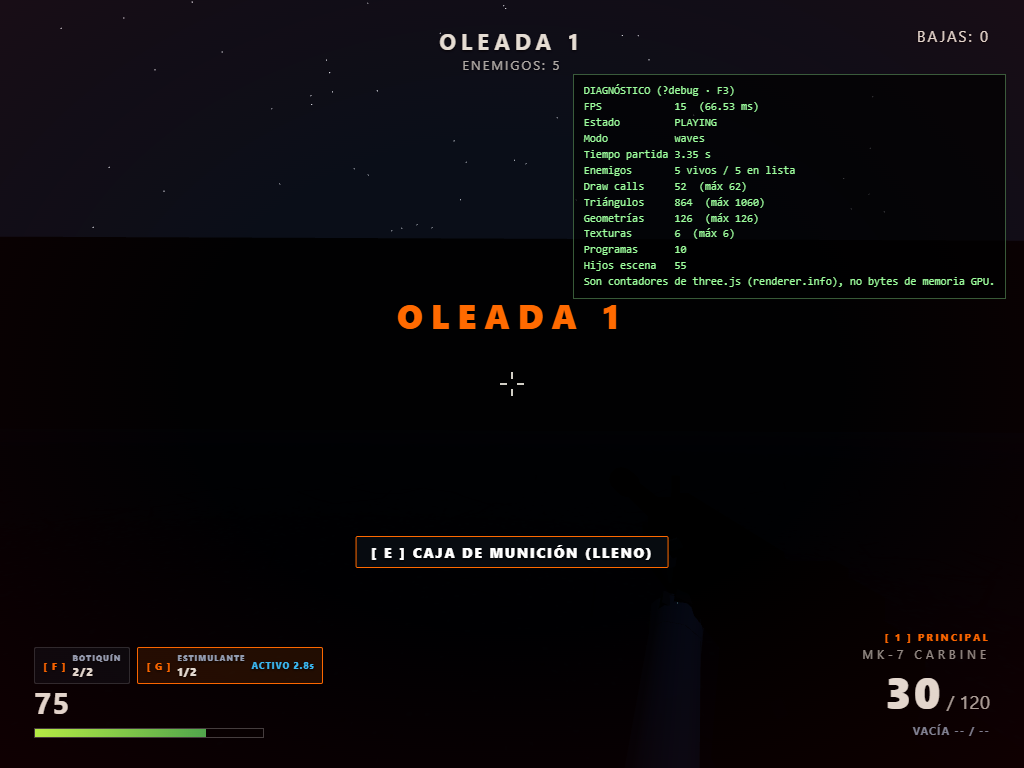 OLEADA 1
ENEMIGOS: 5
BAJAS: 0
DIAGNÓSTICO (?debug · F3)
FPS 15 (66.53 ms)
Estado PLAYING
Modo waves
Tiempo partida 3.35 s
Enemigos 5 vivos / 5 en lista
Draw calls 52 (máx 62)
Triángulos 864 (máx 1060)
Geometrías 126 (máx 126)
Texturas 6 (máx 6)
Programas 10
Hijos escena 55
Son contadores de three.js (renderer.info), no bytes de memoria GPU.
OLEADA 1
[ E ] CAJA DE MUNICIÓN (LLENO)
[ F ] BOTIQUÍN 2/2
[ G ] ESTIMULANTE 1/2 ACTIVO 2.8s
75
[ 1 ] PRINCIPAL
MK-7 CARBINE
30 / 120
VACÍA -- / --